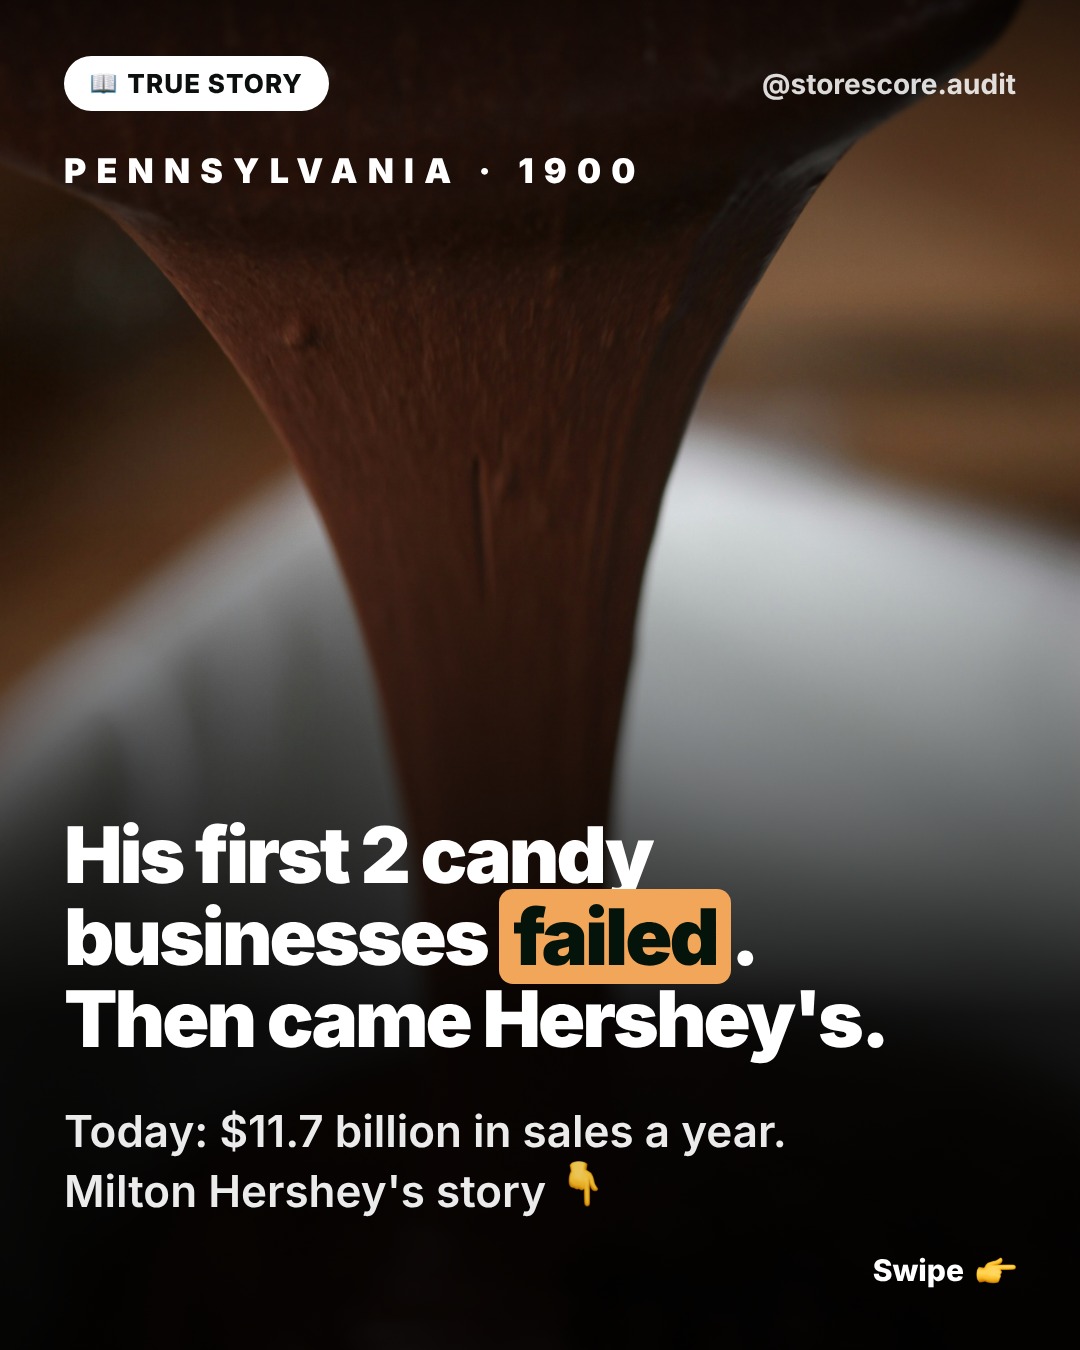 📖 TRUE STORY
@storescore.audit
PENNSYLVANIA · 1900
His first 2 candy
businesses failed.
Then came Hershey's.
Today: $11.7 billion in sales a year.
Milton Hershey's story 👇
Swipe 👉